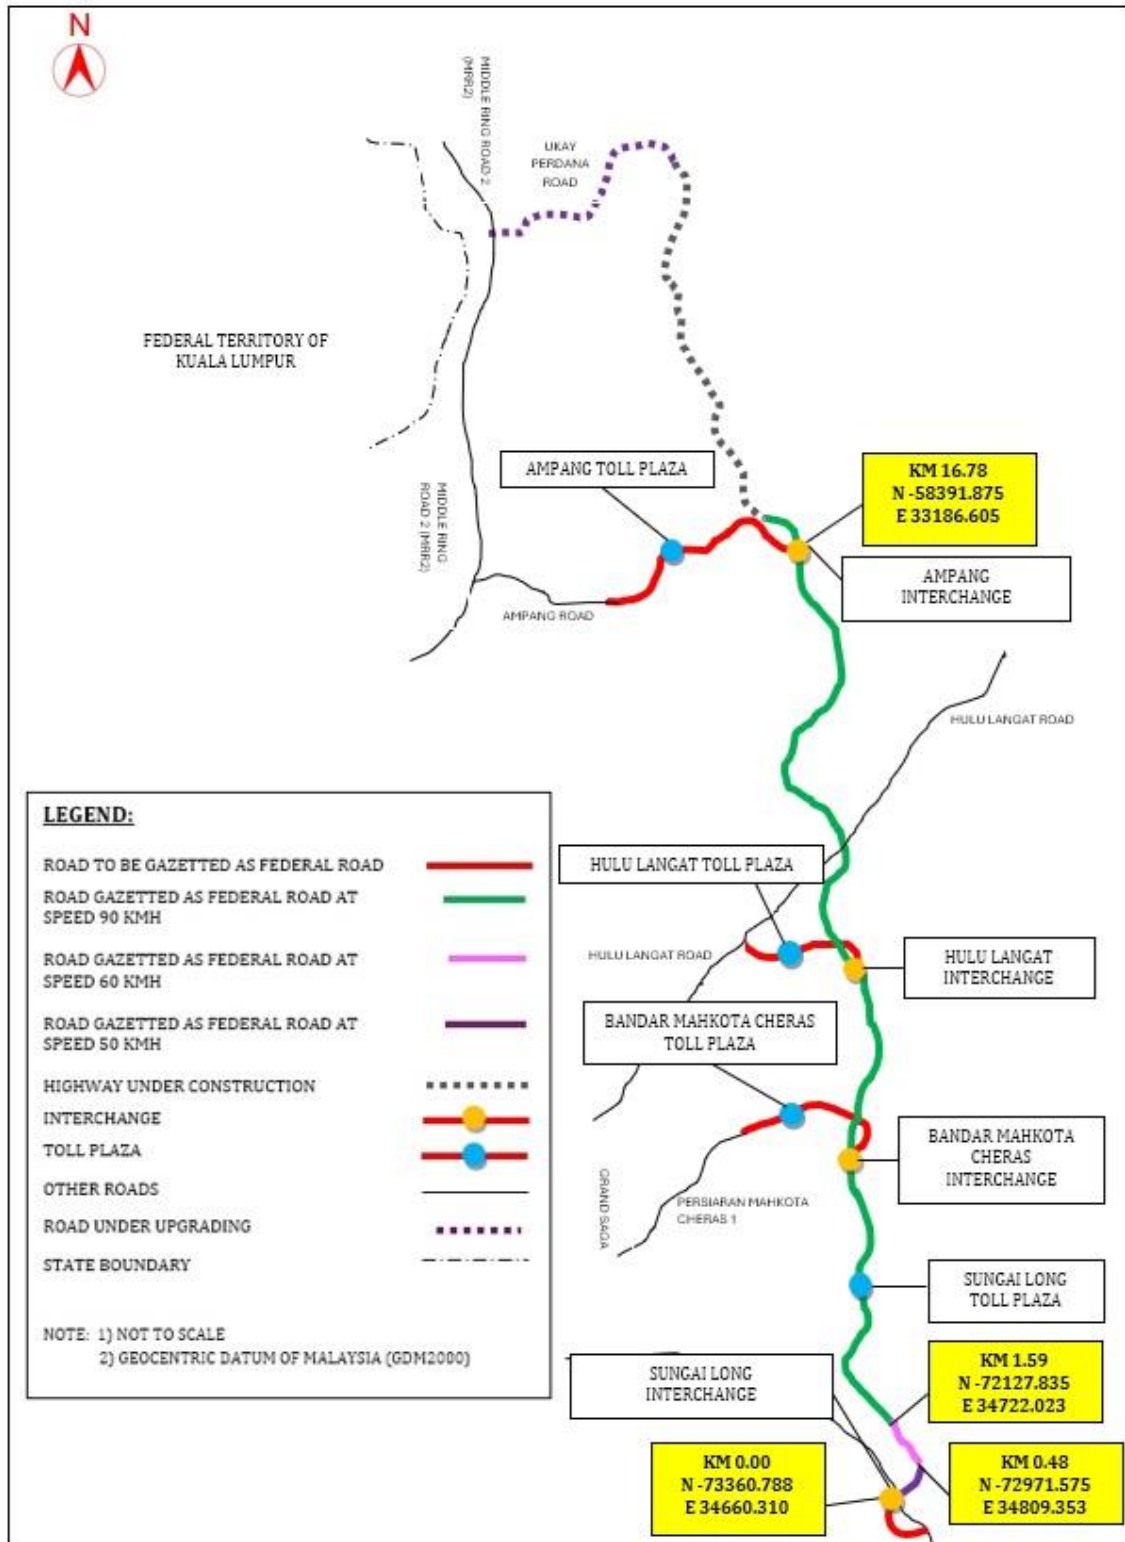 N
MIDDLE RING ROAD 2
(MRR2)
UKAY
PERDANA
ROAD
FEDERAL TERRITORY OF
KUALA LUMPUR
AMPANG TOLL PLAZA
KM 16.78
N -58391.875
E 33186.605
MIDDLE RING
ROAD 2 (MRR2)
AMPANG
INTERCHANGE
AMPANG ROAD
HULU LANGAT ROAD
HULU LANGAT TOLL PLAZA
HULU LANGAT ROAD
HULU LANGAT
INTERCHANGE
BANDAR MAHKOTA CHERAS
TOLL PLAZA
BANDAR MAHKOTA
CHERAS
INTERCHANGE
GRAND SAGA
PERSIARAN MAHKOTA
CHERAS 1
SUNGAI LONG
TOLL PLAZA
SUNGAI LONG
INTERCHANGE
KM 1.59
N -72127.835
E 34722.023
KM 0.00
N -73360.788
E 34660.310
KM 0.48
N -72971.575
E 34809.353
LEGEND:
ROAD TO BE GAZETTED AS FEDERAL ROAD
ROAD GAZETTED AS FEDERAL ROAD AT
SPEED 90 KMH
ROAD GAZETTED AS FEDERAL ROAD AT
SPEED 60 KMH
ROAD GAZETTED AS FEDERAL ROAD AT
SPEED 50 KMH
HIGHWAY UNDER CONSTRUCTION
INTERCHANGE
TOLL PLAZA
OTHER ROADS
ROAD UNDER UPGRADING
STATE BOUNDARY
NOTE: 1) NOT TO SCALE
2) GEOCENTRIC DATUM OF MALAYSIA (GDM2000)